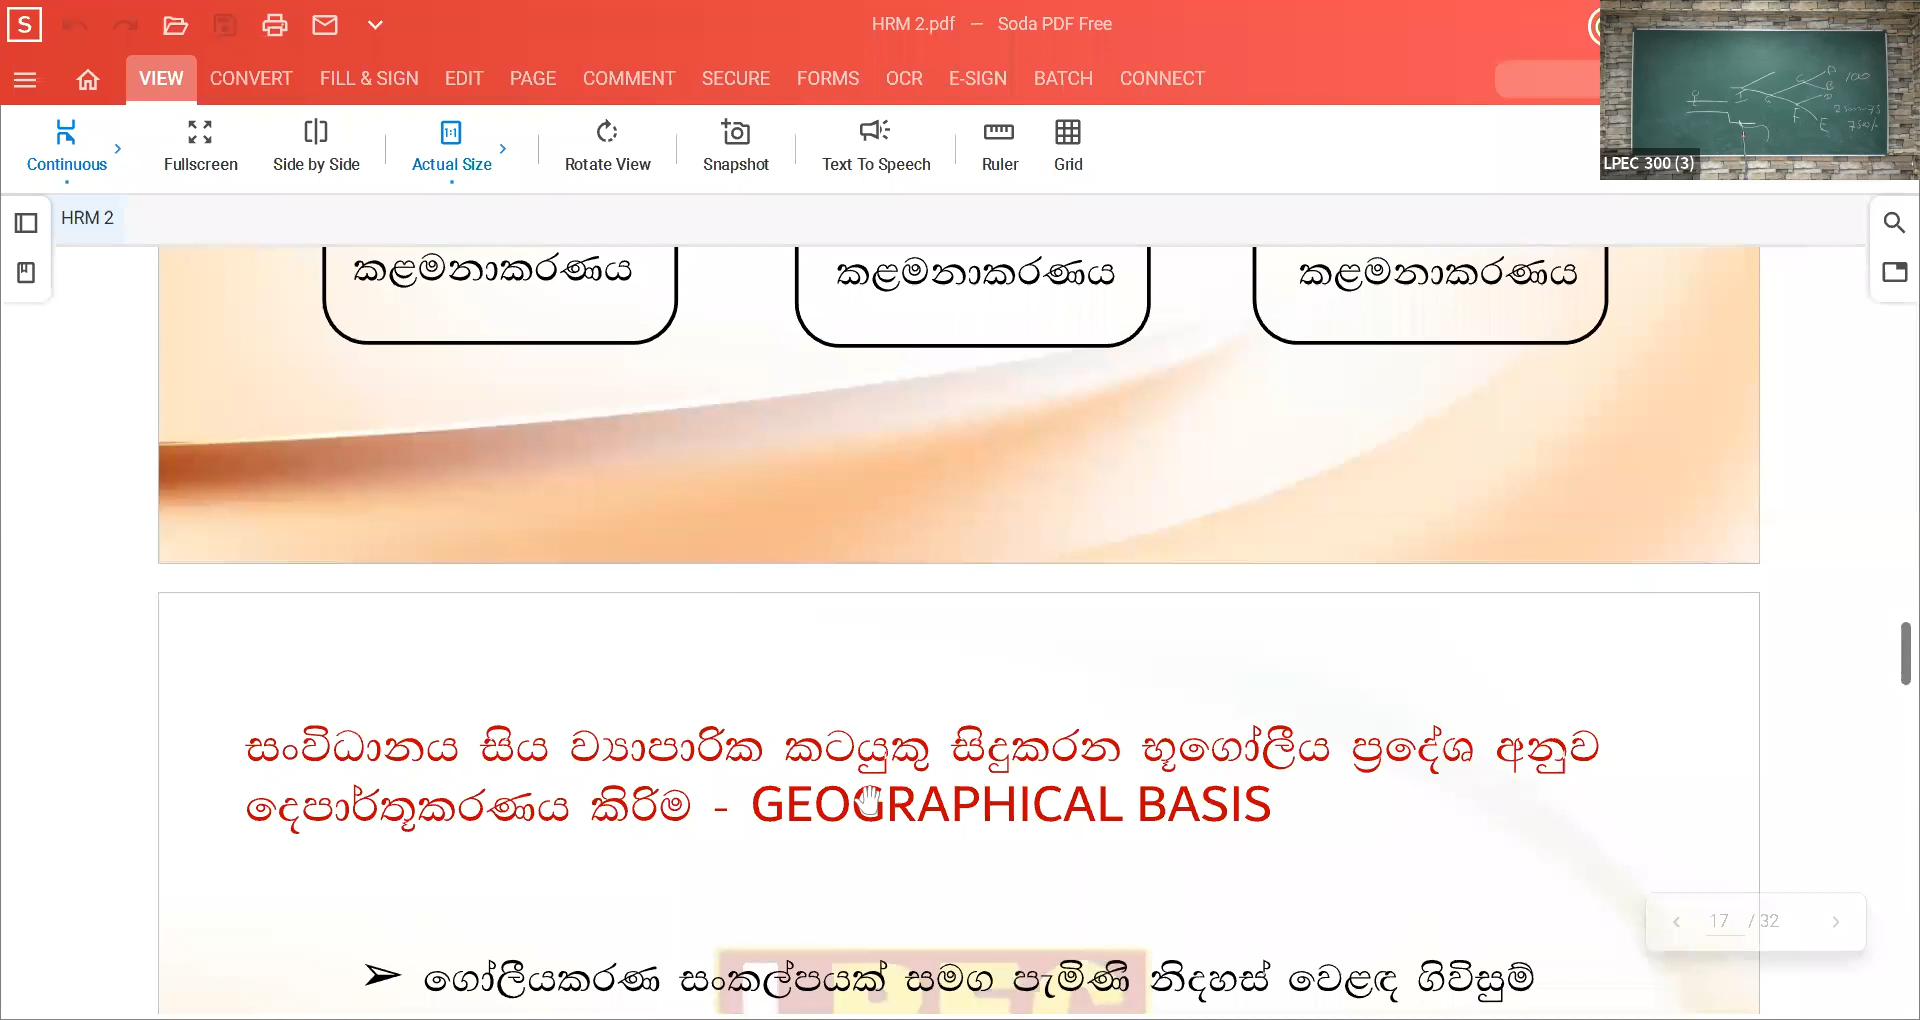 S
HRM 2.pdf — Soda PDF Free
VIEW CONVERT FILL & SIGN EDIT PAGE COMMENT SECURE FORMS OCR E-SIGN BATCH CONNECT
Continuous Fullscreen Side by Side Actual Size Rotate View Snapshot Text To Speech Ruler Grid
1:1
LPEC 300 (3)
HRM 2
කළමනාකරණය කළමනාකරණය කළමනාකරණය
සංවිධානය සිය ව්‍යාපාරික කටයුතු සිදුකරන භූගෝලීය ප්‍රදේශ අනුව
දෙපාර්තූකරණය කිරිම - GEOGRAPHICAL BASIS
17 / 32
➢ ගෝලීයකරණ සංකල්පයක් සමග පැමිණි නිදහස් වෙළඳ ගිවිසුම්